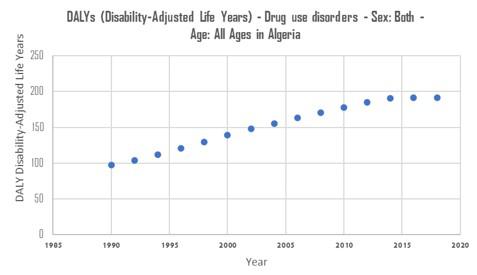 DALYs (Disability-Adjusted Life Years) - Drug use disorders - Sex: Both -
Age: All Ages in Algeria
DALY Disability-Adjusted Life Years
250
200
150
100
50
0
1985 1990 1995 2000 2005 2010 2015 2020
Year